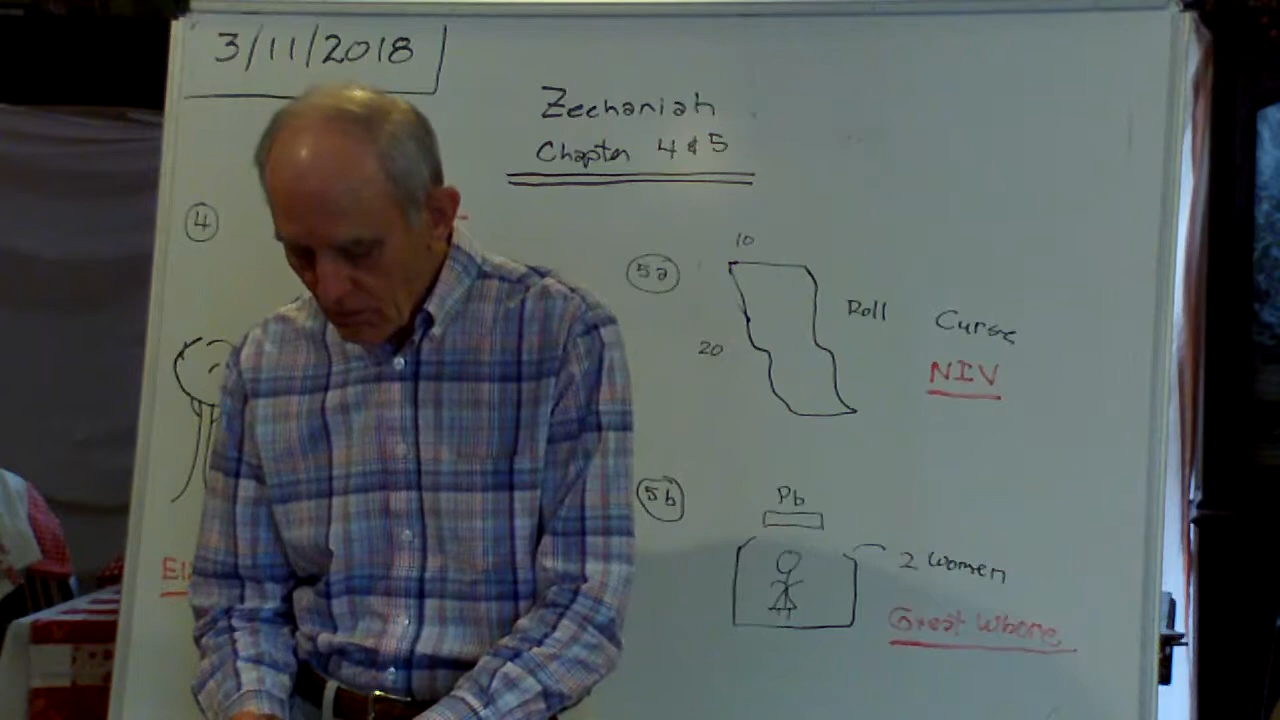 3/11/2018
Zechariah
Chapter 4 & 5
4
5a
10
20
Roll
Curse
NIV
5b
Pb
2 women
Great Whore